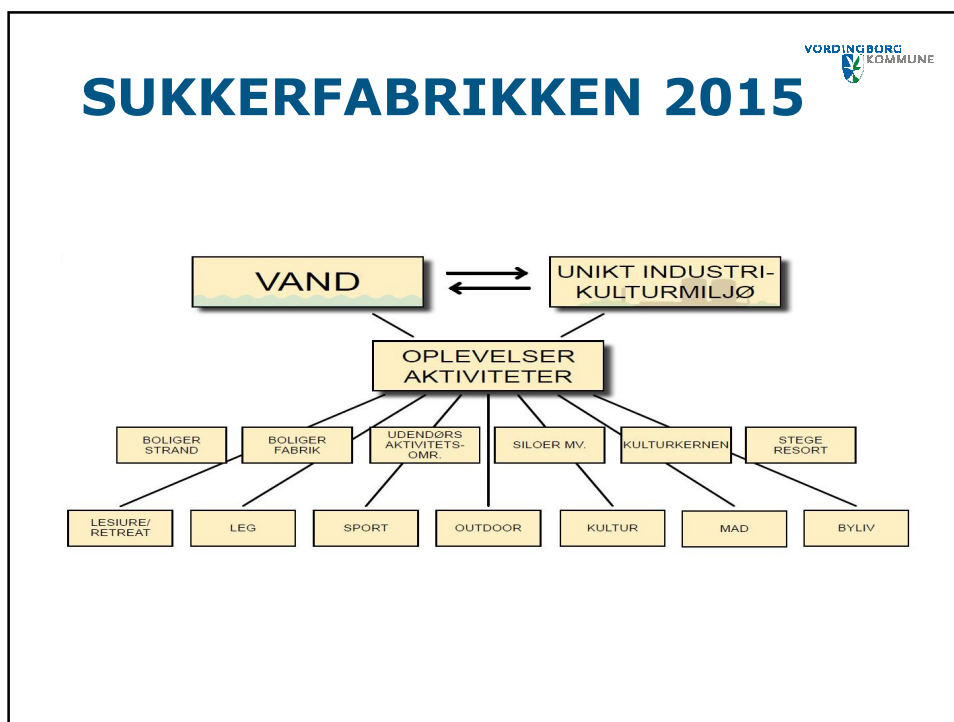 VORDINGBORG
KOMMUNE
SUKKERFABRIKKEN 2015
VAND
UNIKT INDUSTRI-
KULTURMILJØ
OPLEVELSER
AKTIVITETER
BOLIGER
STRAND
BOLIGER
FABRIK
UDENDØRS
AKTIVITETS-
OMR.
SILOER MV.
KULTURKERNEN
STEGE
RESORT
LESIURE/
RETREAT
LEG
SPORT
OUTDOOR
KULTUR
MAD
BYLIV